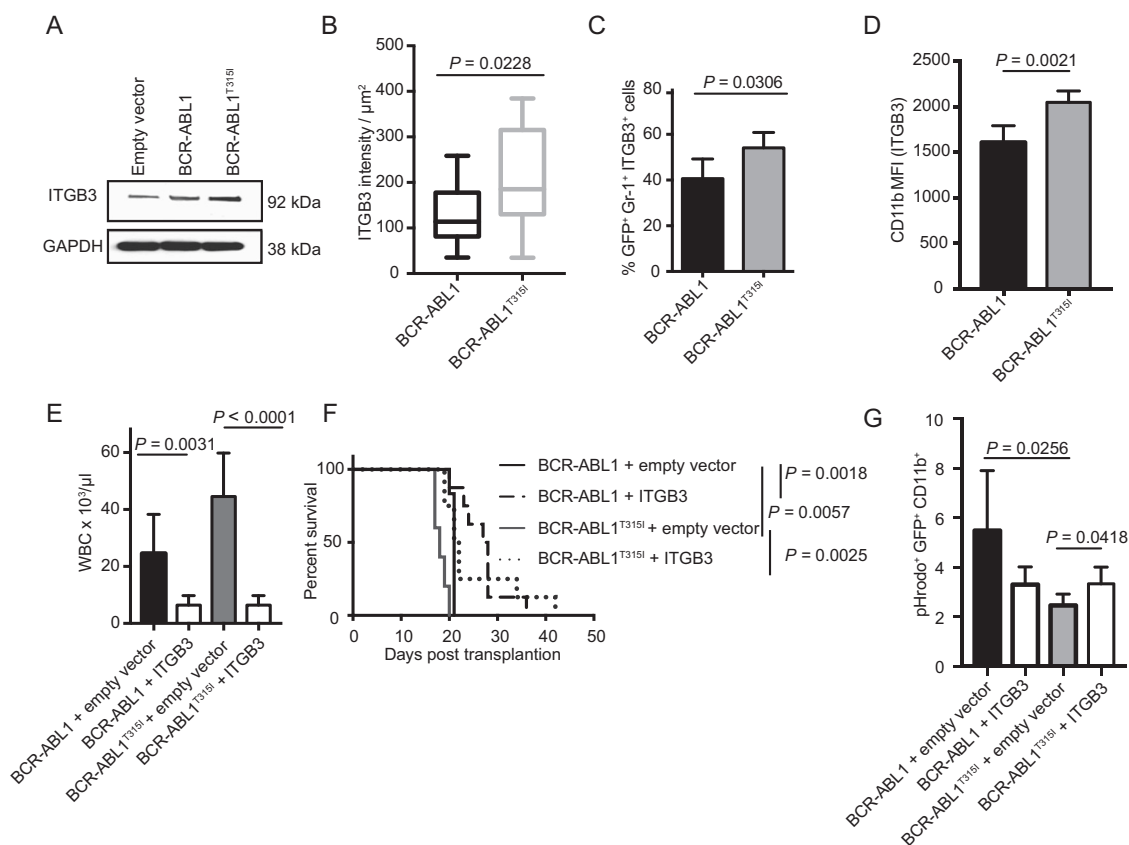 A
Empty vector
BCR-ABL1
BCR-ABL1T315I
ITGB3
92 kDa
GAPDH
38 kDa
B
ITGB3 intensity / µm²
500
400
300
200
100
0
P = 0.0228
BCR-ABL1
BCR-ABL1T315I
C
% GFP⁺ Gr-1⁺ ITGB3⁺ cells
80
60
40
20
0
P = 0.0306
BCR-ABL1
BCR-ABL1T315I
D
CD11b MFI (ITGB3)
2500
2000
1500
1000
500
0
P = 0.0021
BCR-ABL1
BCR-ABL1T315I
E
WBC x 10³/µl
60
40
20
0
P = 0.0031
P < 0.0001
BCR-ABL1 + empty vector
BCR-ABL1 + ITGB3
BCR-ABL1T315I + empty vector
BCR-ABL1T315I + ITGB3
F
Percent survival
100
50
0
0 10 20 30 40 50
Days post transplantion
BCR-ABL1 + empty vector
BCR-ABL1 + ITGB3
BCR-ABL1T315I + empty vector
BCR-ABL1T315I + ITGB3
P = 0.0018
P = 0.0057
P = 0.0025
G
pHrodo⁺ GFP⁺ CD11b⁺
10
8
6
4
2
0
P = 0.0256
P = 0.0418
BCR-ABL1 + empty vector
BCR-ABL1 + ITGB3
BCR-ABL1T315I + empty vector
BCR-ABL1T315I + ITGB3